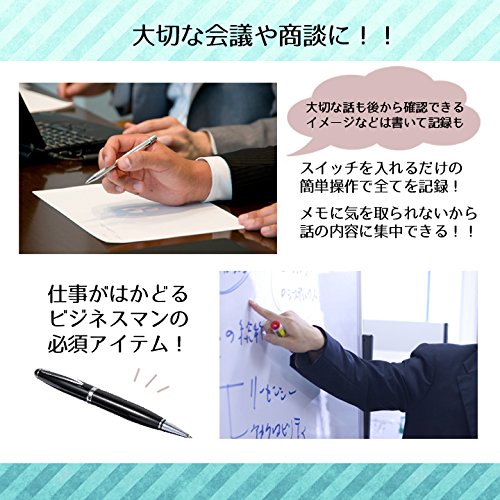 大切な会議や商談に！！
大切な話も後から確認できる
イメージなどは書いて記録も
スイッチを入れるだけの
簡単操作で全てを記録！
メモに気を取られないから
話の内容に集中できる！！
仕事がはかどる
ビジネスマンの
必須アイテム！